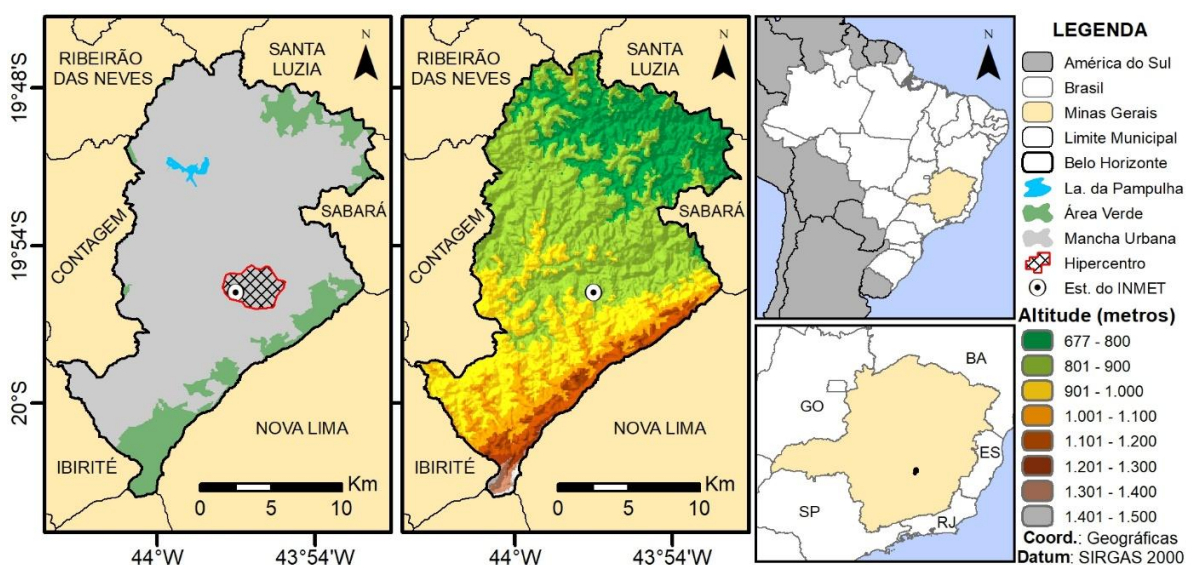 RIBEIRÃO
DAS NEVES
SANTA
LUZIA
N
CONTAGEM
SABARÁ
NOVA LIMA
IBIRITÉ
Km
0 5 10
19°48'S
19°54'S
20°S
44°W 43°54'W
RIBEIRÃO
DAS NEVES
SANTA
LUZIA
N
CONTAGEM
SABARÁ
NOVA LIMA
IBIRITÉ
Km
0 5 10
44°W 43°54'W
N
BA
GO
ES
SP
RJ
LEGENDA
América do Sul
Brasil
Minas Gerais
Limite Municipal
Belo Horizonte
La. da Pampulha
Área Verde
Mancha Urbana
Hipercentro
Est. do INMET
Altitude (metros)
677 - 800
801 - 900
901 - 1.000
1.001 - 1.100
1.101 - 1.200
1.201 - 1.300
1.301 - 1.400
1.401 - 1.500
Coord.: Geográficas
Datum: SIRGAS 2000